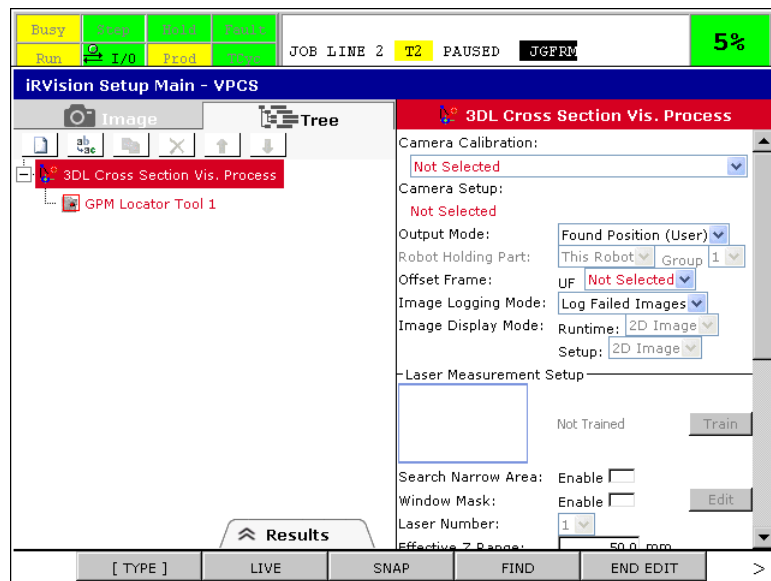 Busy Step Hold Fault
Run I/O Prod TCyc
JOB LINE 2 T2 PAUSED JGFRM
5%
iRVision Setup Main - VPCS
Image
Tree
3DL Cross Section Vis. Process
3DL Cross Section Vis. Process
GPM Locator Tool 1
Camera Calibration:
Not Selected
Camera Setup:
Not Selected
Output Mode: Found Position (User)
Robot Holding Part: This Robot Group 1
Offset Frame: UF Not Selected
Image Logging Mode: Log Failed Images
Image Display Mode: Runtime: 2D Image
Setup: 2D Image
Laser Measurement Setup
Not Trained Train
Search Narrow Area: Enable
Window Mask: Enable Edit
Laser Number: 1
Effective Z Range: 50.0 mm
Results
[ TYPE ] LIVE SNAP FIND END EDIT >